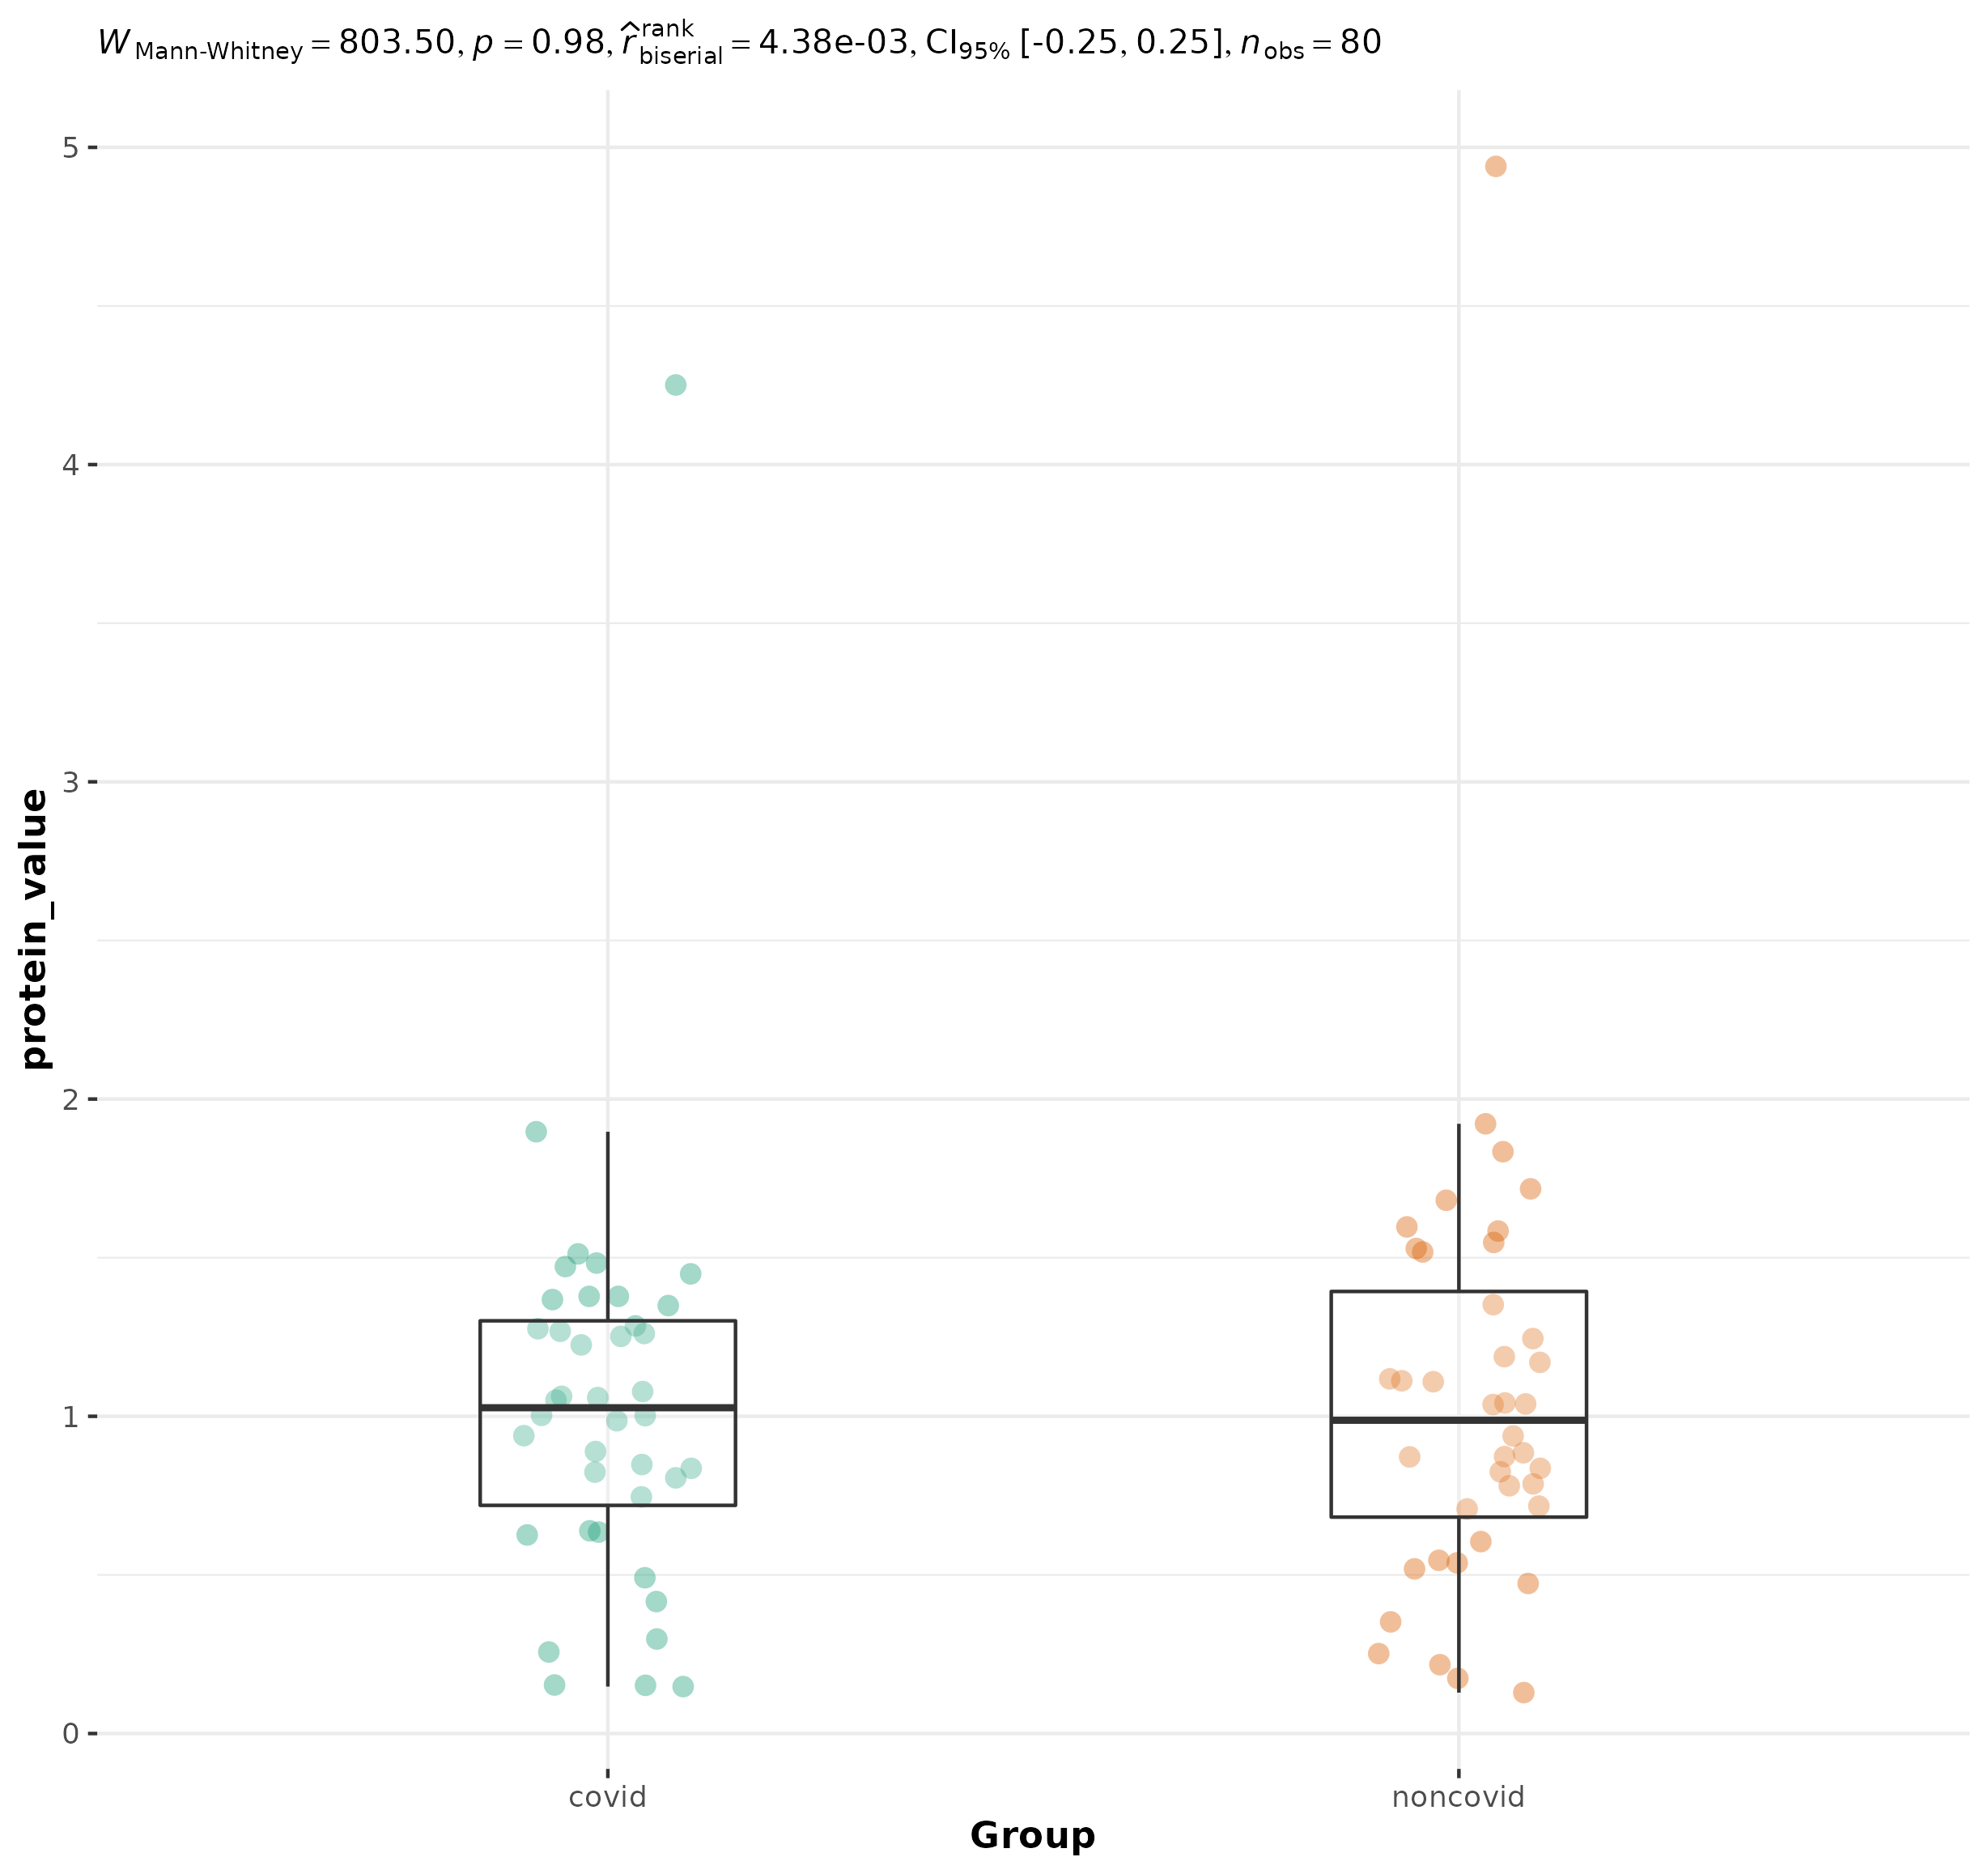 W Mann-Whitney = 803.50, p = 0.98, r̂ rank biserial = 4.38e-03, CI95% [-0.25, 0.25], nobs = 80
5
4
3
2
1
0
protein_value
covid noncovid
Group